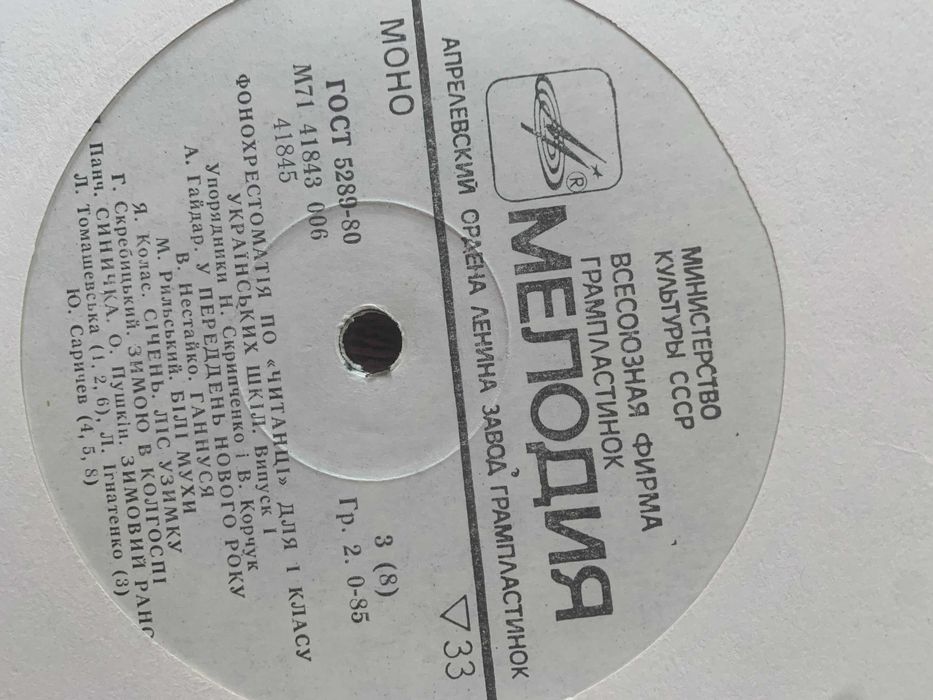 МИНИСТЕРСТВО
КУЛЬТУРЫ СССР
ВСЕСОЮЗНАЯ ФИРМА
ГРАМПЛАСТИНОК
®
МЕЛОДИЯ
АПРЕЛЕВСКИЙ ОРДЕНА ЛЕНИНА ЗАВОД ГРАМПЛАСТИНОК
МОНО
▽33
ГОСТ 5289-80
3 (8)
М71 41843 006
Гр. 2. 0-85
41845
ФОНОХРЕСТОМАТІЯ ПО «ЧИТАНЦІ» ДЛЯ 1 КЛАСУ
УКРАЇНСЬКИХ ШКІЛ. Випуск I
Упорядники Н. Скрипченко і В. Корчук
А. Гайдар. У ПЕРЕДДЕНЬ НОВОГО РОКУ
В. Нестайко. ГАННУСЯ
М. Рильський. БІЛІ МУХИ
Я. Колас. СІЧЕНЬ. ЛІС УЗИМКУ
Г. Скребицький. ЗИМОЮ В КОЛГОСПІ
Панч. СИНИЧКА. О. Пушкін. ЗИМОВИЙ РАНО
Л. Томашевська (1, 2, 6), Л. Ігнатенко (3)
Ю. Саричев (4, 5, 8)